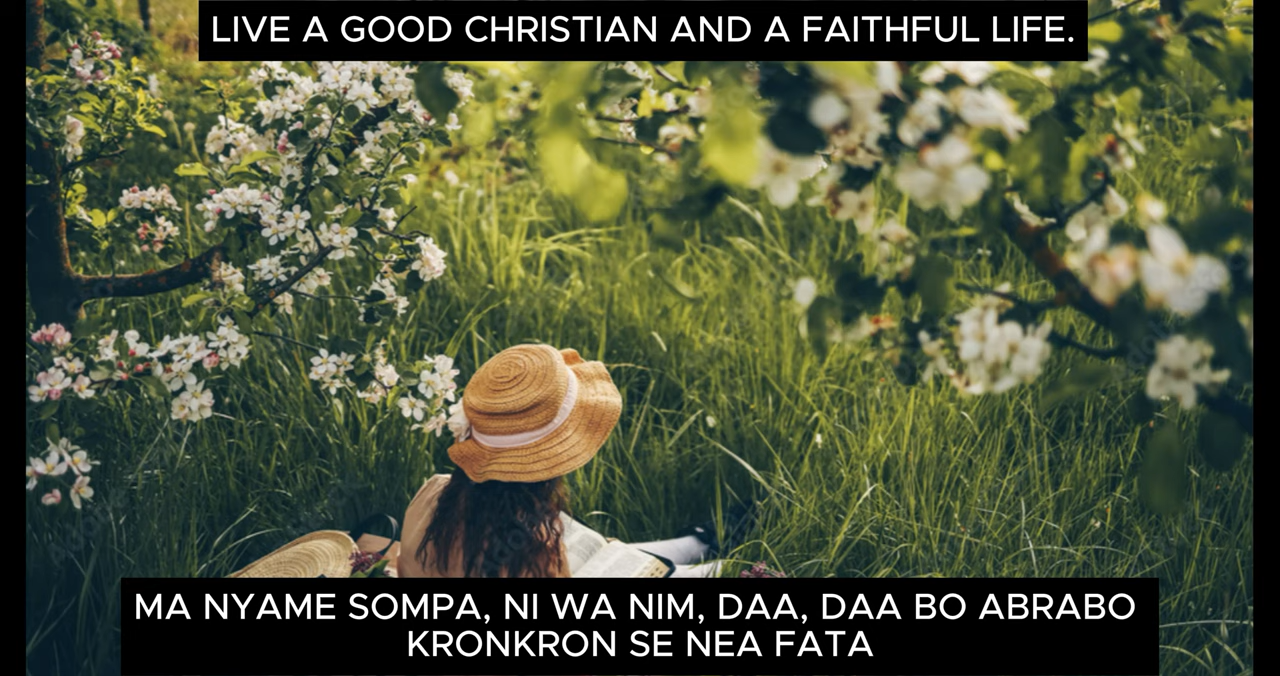 LIVE A GOOD CHRISTIAN AND A FAITHFUL LIFE.
MA NYAME SOMPA, NI WA NIM, DAA, DAA BO ABRABO
KRONKRON SE NEA FATA